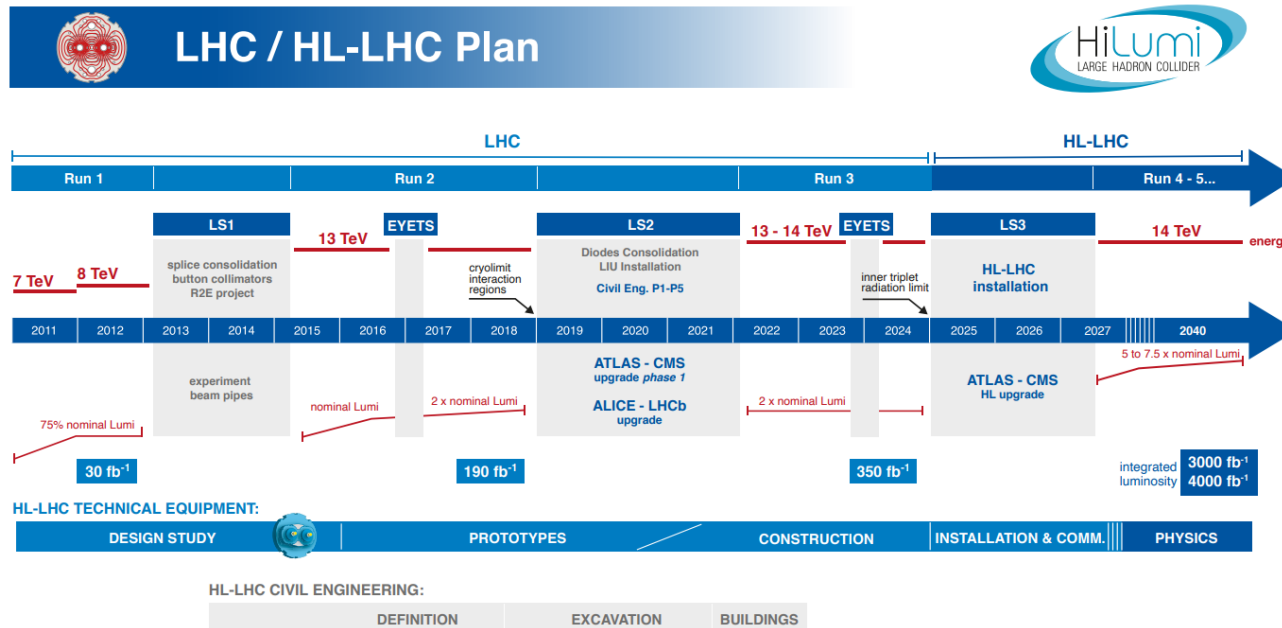 LHC / HL-LHC Plan
HiLumi
LARGE HADRON COLLIDER
LHC
HL-LHC
Run 1
Run 2
Run 3
Run 4 - 5...
LS1
EYETS
LS2
EYETS
LS3
13 TeV
13 - 14 TeV
14 TeV
energ
7 TeV
8 TeV
splice consolidation
button collimators
R2E project
cryolimit
interaction
regions
Diodes Consolidation
LIU Installation
Civil Eng. P1-P5
inner triplet
radiation limit
HL-LHC
installation
2011
2012
2013
2014
2015
2016
2017
2018
2019
2020
2021
2022
2023
2024
2025
2026
2027
2040
5 to 7.5 x nominal Lumi
experiment
beam pipes
ATLAS - CMS
upgrade phase 1
ALICE - LHCb
upgrade
ATLAS - CMS
HL upgrade
75% nominal Lumi
nominal Lumi
2 x nominal Lumi
2 x nominal Lumi
30 fb⁻¹
190 fb⁻¹
350 fb⁻¹
integrated
luminosity
3000 fb⁻¹
4000 fb⁻¹
HL-LHC TECHNICAL EQUIPMENT:
DESIGN STUDY
PROTOTYPES
CONSTRUCTION
INSTALLATION & COMM.
PHYSICS
HL-LHC CIVIL ENGINEERING:
DEFINITION
EXCAVATION
BUILDINGS